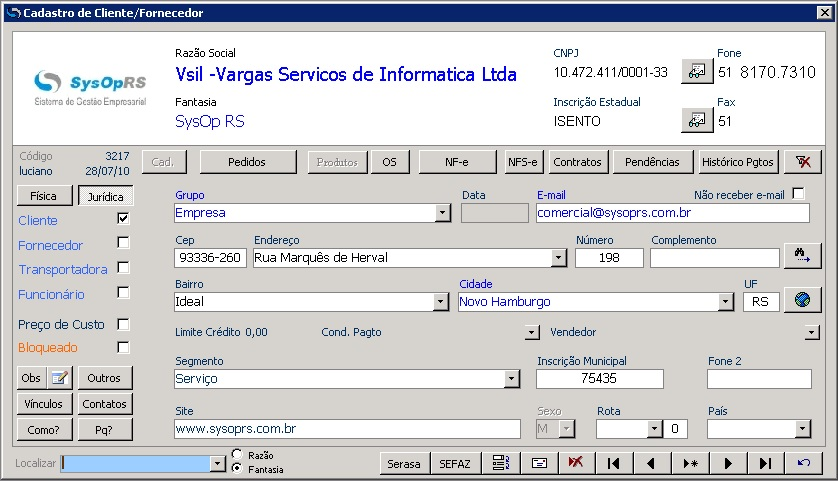 Cadastro de Cliente/Fornecedor
SysOpRS
Sistema de Gestão Empresarial
Razão Social
Vsil -Vargas Servicos de Informatica Ltda
CNPJ
10.472.411/0001-33
Fone
51 8170.7310
Fantasia
SysOp RS
Inscrição Estadual
ISENTO
Fax
51
Código 3217
luciano 28/07/10
Cad. Pedidos Produtos OS NF-e NFS-e Contratos Pendências Histórico Pgtos
Física Jurídica
Cliente
Fornecedor
Transportadora
Funcionário
Preço de Custo
Bloqueado
Obs Outros
Vínculos Contatos
Como? Pq?
Grupo Data E-mail Não receber e-mail
Empresa comercial@sysoprs.com.br
Cep Endereço Número Complemento
93336-260 Rua Marquês de Herval 198
Bairro Cidade UF
Ideal Novo Hamburgo RS
Limite Crédito 0,00 Cond. Pagto Vendedor
Segmento Inscrição Municipal Fone 2
Serviço 75435
Site Sexo Rota País
www.sysoprs.com.br M 0
Localizar Razão
Fantasia
Serasa SEFAZ